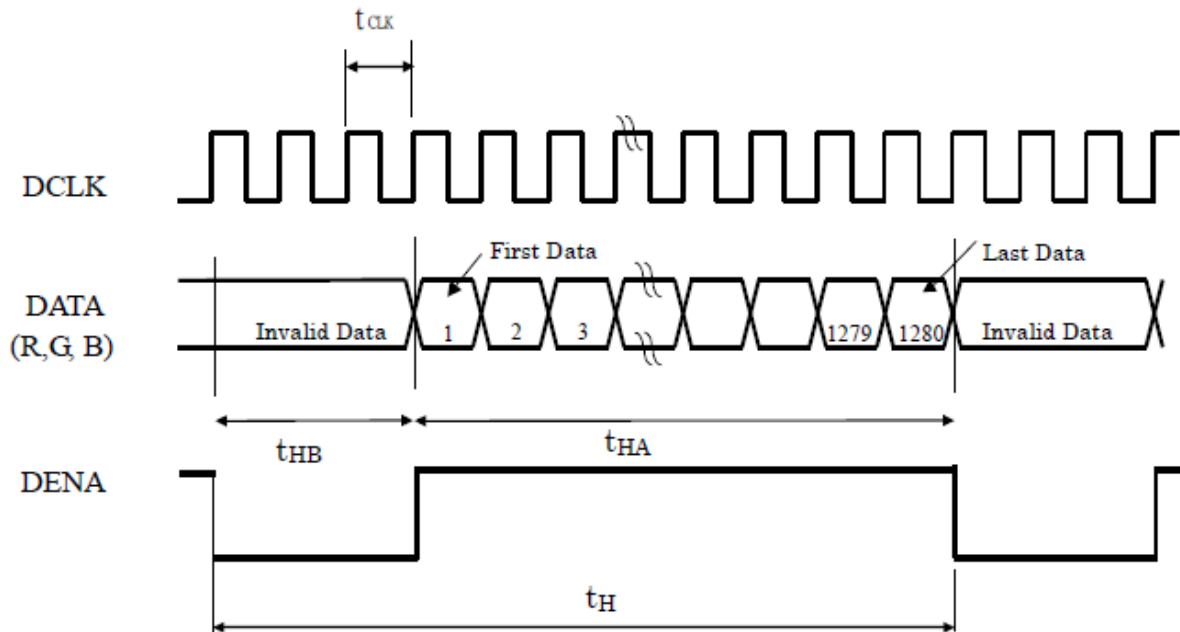 tCLK
DCLK
First Data
Last Data
DATA
(R,G, B)
Invalid Data
1
2
3
1279
1280
Invalid Data
tHB
tHA
DENA
tH